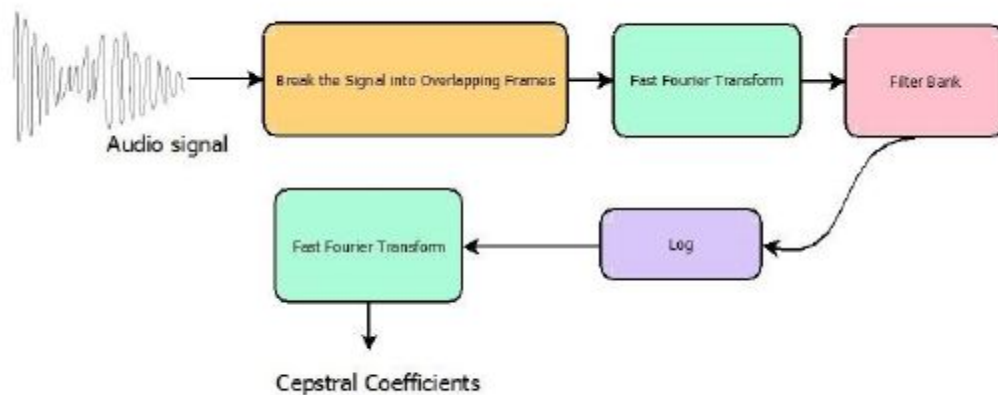 Break the Signal into Overlapping Frames
Fast Fourier Transform
Filter Bank
Audio signal
Fast Fourier Transform
Log
Cepstral Coefficients